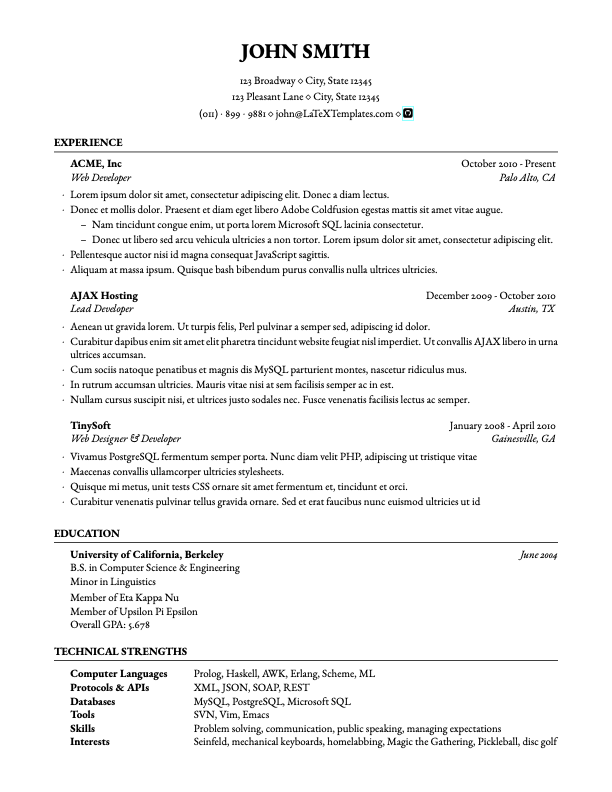 JOHN SMITH
123 Broadway ⋄ City, State 12345
123 Pleasant Lane ⋄ City, State 12345
(011) · 899 · 9881 ⋄ john@LaTeXTemplates.com ⋄
EXPERIENCE
ACME, Inc October 2010 - Present
Web Developer Palo Alto, CA
· Lorem ipsum dolor sit amet, consectetur adipiscing elit. Donec a diam lectus.
· Donec et mollis dolor. Praesent et diam eget libero Adobe Coldfusion egestas mattis sit amet vitae augue.
– Nam tincidunt congue enim, ut porta lorem Microsoft SQL lacinia consectetur.
– Donec ut libero sed arcu vehicula ultricies a non tortor. Lorem ipsum dolor sit amet, consectetur adipiscing elit.
· Pellentesque auctor nisi id magna consequat JavaScript sagittis.
· Aliquam at massa ipsum. Quisque bash bibendum purus convallis nulla ultrices ultricies.
AJAX Hosting December 2009 - October 2010
Lead Developer Austin, TX
· Aenean ut gravida lorem. Ut turpis felis, Perl pulvinar a semper sed, adipiscing id dolor.
· Curabitur dapibus enim sit amet elit pharetra tincidunt website feugiat nisl imperdiet. Ut convallis AJAX libero in urna
ultrices accumsan.
· Cum sociis natoque penatibus et magnis dis MySQL parturient montes, nascetur ridiculus mus.
· In rutrum accumsan ultricies. Mauris vitae nisi at sem facilisis semper ac in est.
· Nullam cursus suscipit nisi, et ultrices justo sodales nec. Fusce venenatis facilisis lectus ac semper.
TinySoft January 2008 - April 2010
Web Designer & Developer Gainesville, GA
· Vivamus PostgreSQL fermentum semper porta. Nunc diam velit PHP, adipiscing ut tristique vitae
· Maecenas convallis ullamcorper ultricies stylesheets.
· Quisque mi metus, unit tests CSS ornare sit amet fermentum et, tincidunt et orci.
· Curabitur venenatis pulvinar tellus gravida ornare. Sed et erat faucibus nunc euismod ultricies ut id
EDUCATION
University of California, Berkeley June 2004
B.S. in Computer Science & Engineering
Minor in Linguistics
Member of Eta Kappa Nu
Member of Upsilon Pi Epsilon
Overall GPA: 5.678
TECHNICAL STRENGTHS
Computer Languages Prolog, Haskell, AWK, Erlang, Scheme, ML
Protocols & APIs XML, JSON, SOAP, REST
Databases MySQL, PostgreSQL, Microsoft SQL
Tools SVN, Vim, Emacs
Skills Problem solving, communication, public speaking, managing expectations
Interests Seinfeld, mechanical keyboards, homelabbing, Magic the Gathering, Pickleball, disc golf